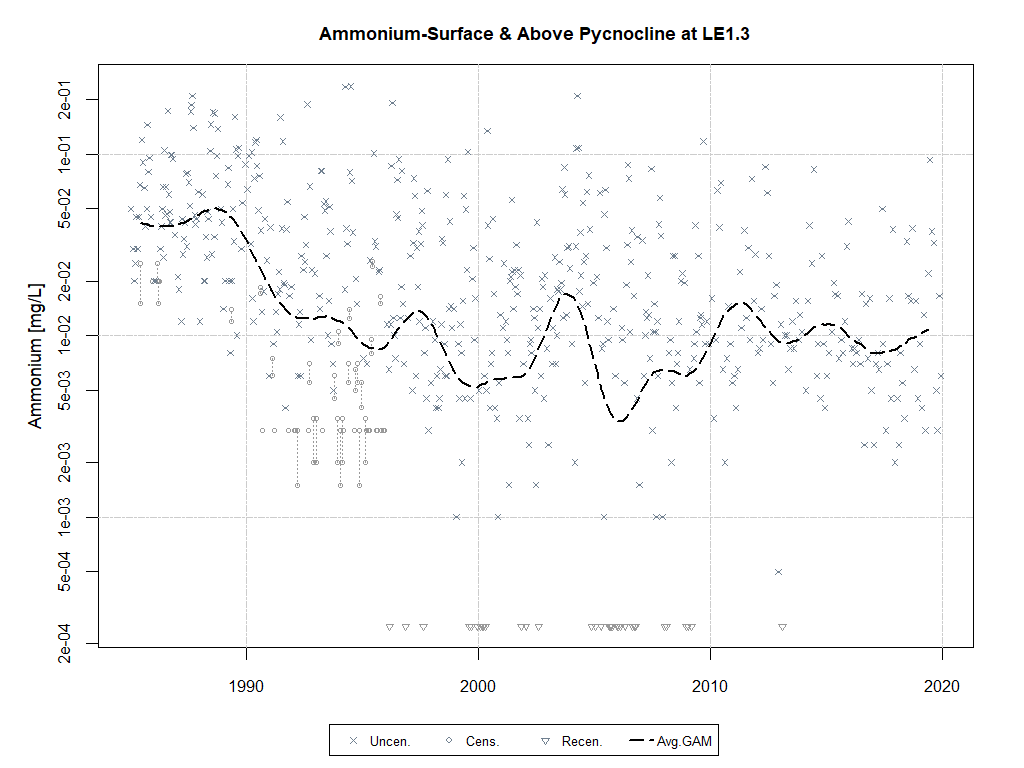 Ammonium-Surface & Above Pycnocline at LE1.3
Ammonium [mg/L]
2e-01
1e-01
5e-02
2e-02
1e-02
5e-03
2e-03
1e-03
5e-04
2e-04
1990 2000 2010 2020
Uncen. Cens. Recen. Avg.GAM